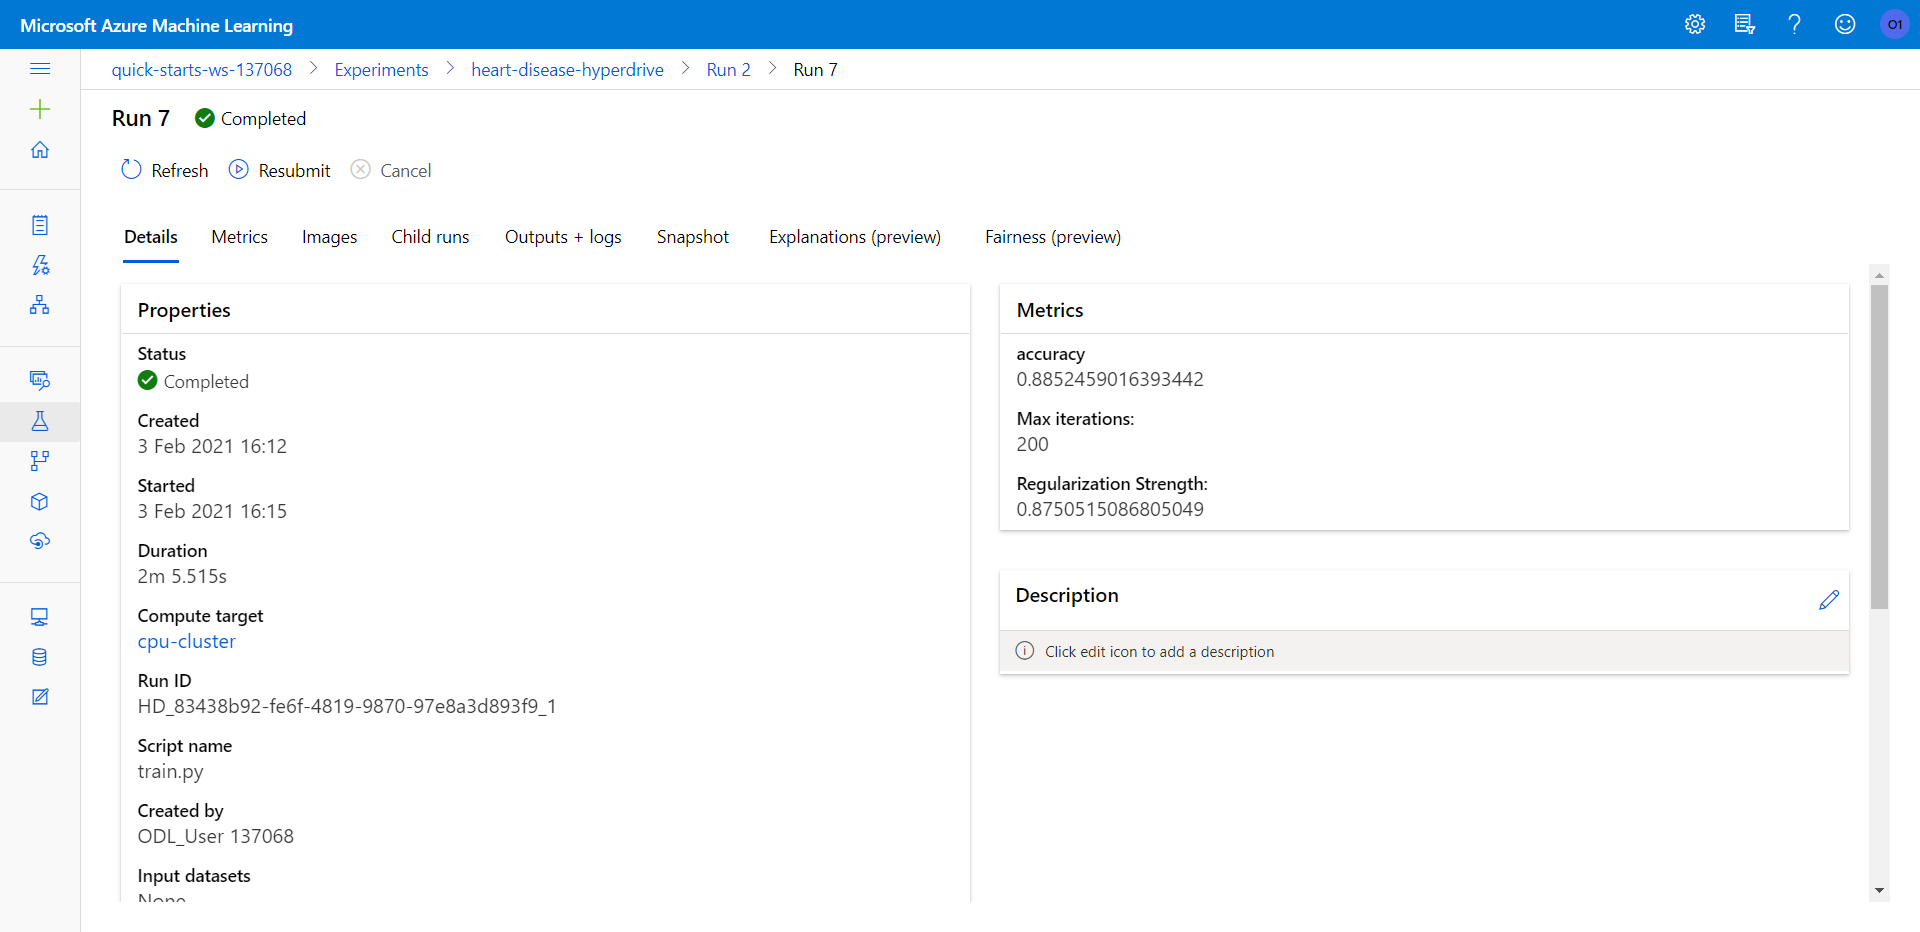 Microsoft Azure Machine Learning
O1
quick-starts-ws-137068 > Experiments > heart-disease-hyperdrive > Run 2 > Run 7
Run 7 Completed
Refresh Resubmit Cancel
Details Metrics Images Child runs Outputs + logs Snapshot Explanations (preview) Fairness (preview)
Properties
Status
Completed
Created
3 Feb 2021 16:12
Started
3 Feb 2021 16:15
Duration
2m 5.515s
Compute target
cpu-cluster
Run ID
HD_83438b92-fe6f-4819-9870-97e8a3d893f9_1
Script name
train.py
Created by
ODL_User 137068
Input datasets
None
Metrics
accuracy
0.8852459016393442
Max iterations:
200
Regularization Strength:
0.8750515086805049
Description
Click edit icon to add a description